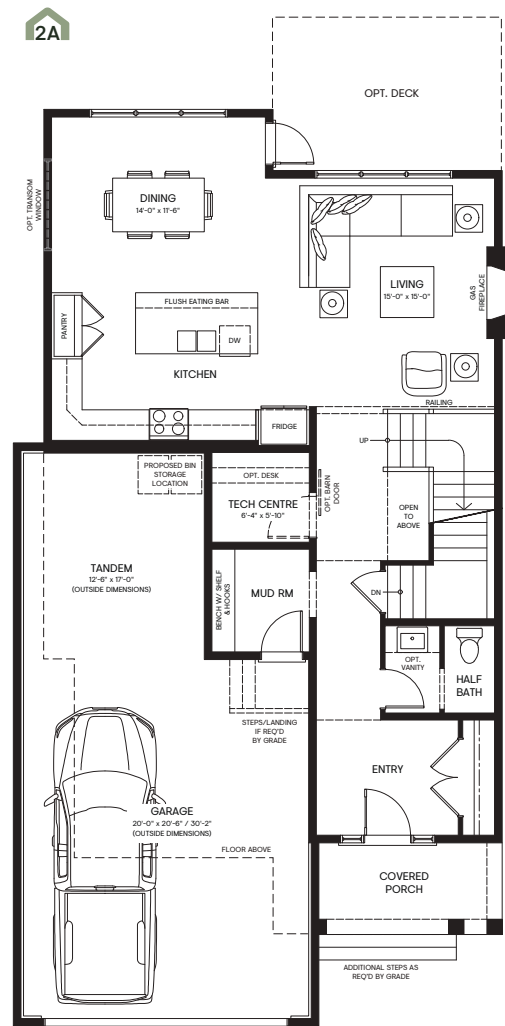 2A
OPT. DECK
OPT. TRANSOM
WINDOW
DINING
14'-0" x 11'-6"
LIVING
15'-0" x 15'-0"
GAS
FIREPLACE
PANTRY
FLUSH EATING BAR
DW
KITCHEN
FRIDGE
RAILING
UP
PROPOSED BIN
STORAGE
LOCATION
OPT. DESK
TECH CENTRE
6'-4" x 5'-10"
OPT. BARN
DOOR
OPEN
TO
ABOVE
TANDEM
12'-6" x 17'-0"
(OUTSIDE DIMENSIONS)
BENCH W/ SHELF
& HOOKS
MUD RM
DN
OPT.
VANITY
HALF
BATH
STEPS/LANDING
IF REQ'D
BY GRADE
ENTRY
GARAGE
20'-0" x 20'-6" / 30'-2"
(OUTSIDE DIMENSIONS)
FLOOR ABOVE
COVERED
PORCH
ADDITIONAL STEPS AS
REQ'D BY GRADE